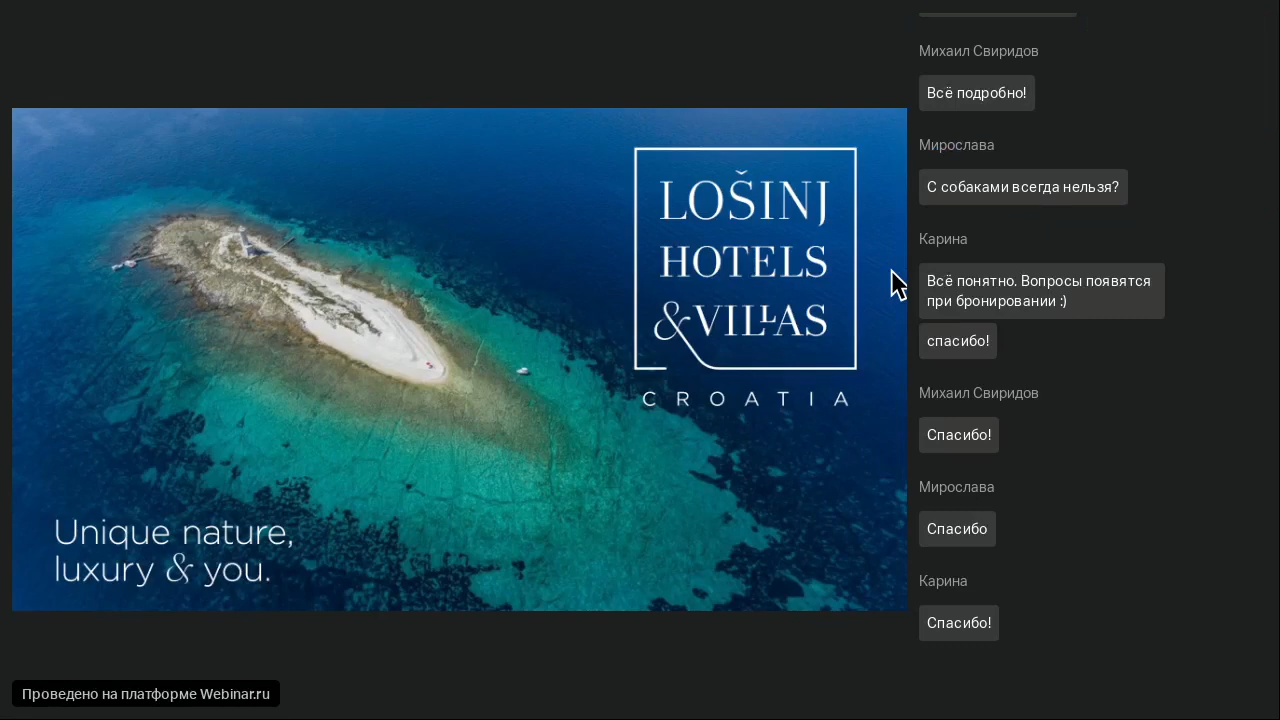 LOŠINJ
HOTELS
&VILLAS
CROATIA
Unique nature,
luxury & you.
Михаил Свиридов
Всё подробно!
Мирослава
С собаками всегда нельзя?
Карина
Всё понятно. Вопросы появятся
при бронировании :)
спасибо!
Михаил Свиридов
Спасибо!
Мирослава
Спасибо
Карина
Спасибо!
Проведено на платформе Webinar.ru